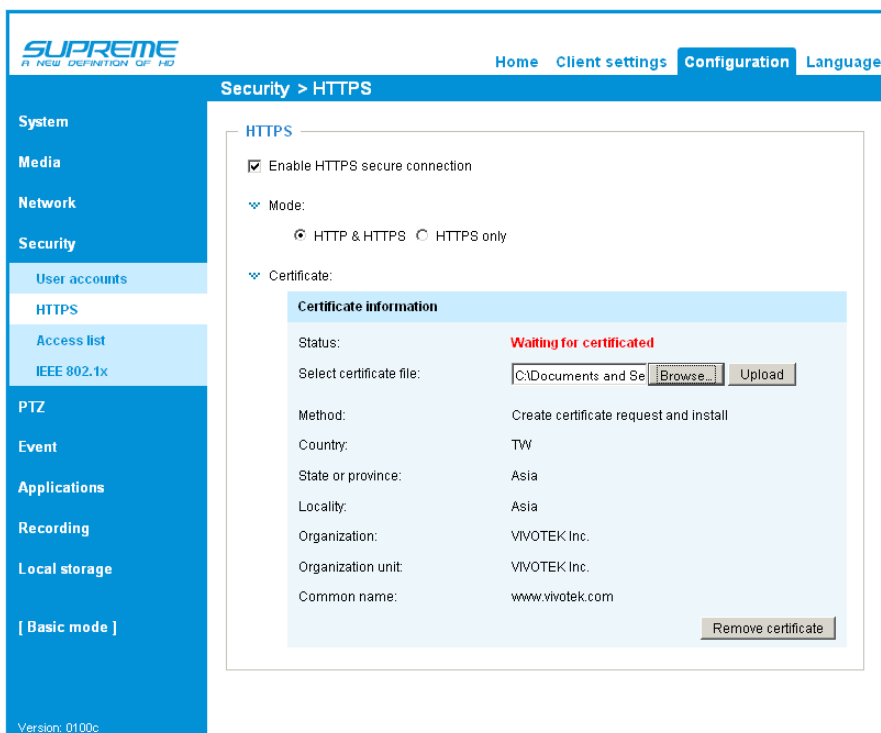 SUPREME
A NEW DEFINITION OF HD
Home Client settings Configuration Language
Security > HTTPS
System
Media
Network
Security
User accounts
HTTPS
Access list
IEEE 802.1x
PTZ
Event
Applications
Recording
Local storage
[ Basic mode ]
Version: 0100c
HTTPS
Enable HTTPS secure connection
Mode:
HTTP & HTTPS HTTPS only
Certificate:
Certificate information
Status: Waiting for certificated
Select certificate file: C:\Documents and Se Browse... Upload
Method: Create certificate request and install
Country: TW
State or province: Asia
Locality: Asia
Organization: VIVOTEK Inc.
Organization unit: VIVOTEK Inc.
Common name: www.vivotek.com
Remove certificate